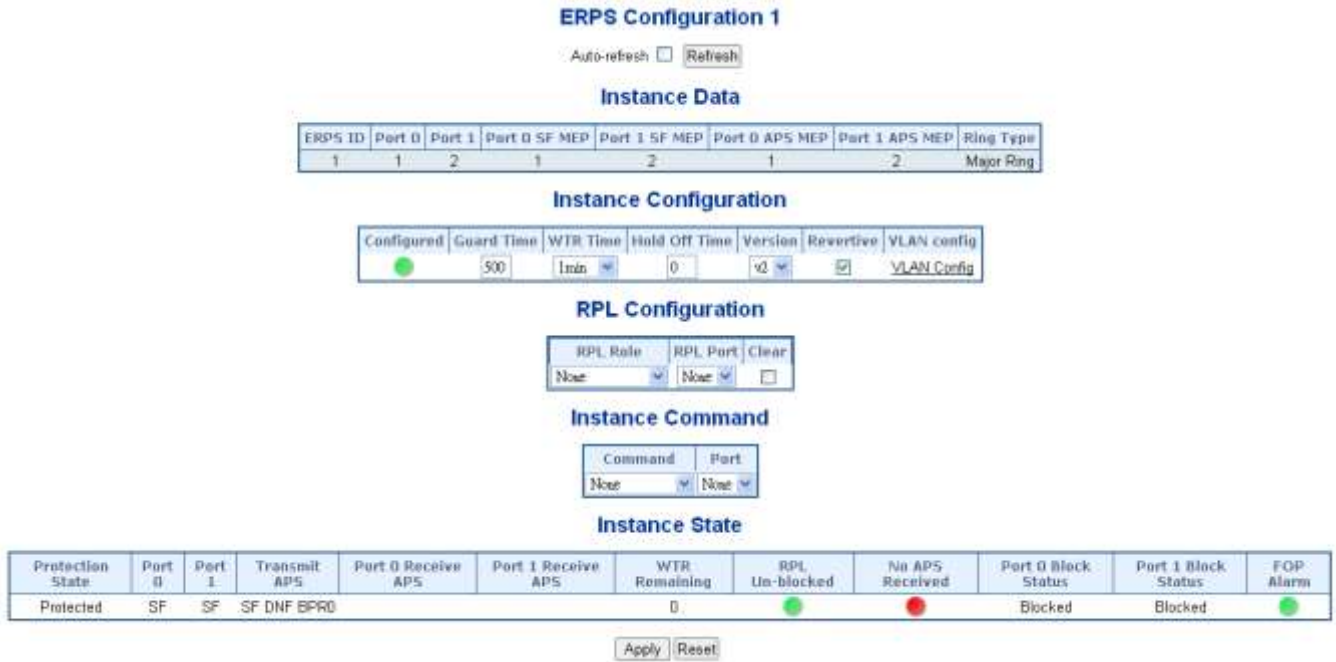 ERPS Configuration 1
Auto-refresh Refresh
Instance Data
ERPS ID Port 0 Port 1 Port 0 SF MEP Port 1 SF MEP Port 0 APS MEP Port 1 APS MEP Ring Type
1 1 2 1 2 1 2 Major Ring
Instance Configuration
Configured Guard Time WTR Time Hold Off Time Version Revertive VLAN config
500 1min 0 v2 VLAN Config
RPL Configuration
RPL Role RPL Port Clear
None None
Instance Command
Command Port
None None
Instance State
Protection State Port 0 Port 1 Transmit APS Port 0 Receive APS Port 1 Receive APS WTR Remaining RPL Un-blocked No APS Received Port 0 Block Status Port 1 Block Status FOP Alarm
Protected SF SF SF DNF BPR0 0 Blocked Blocked
Apply Reset